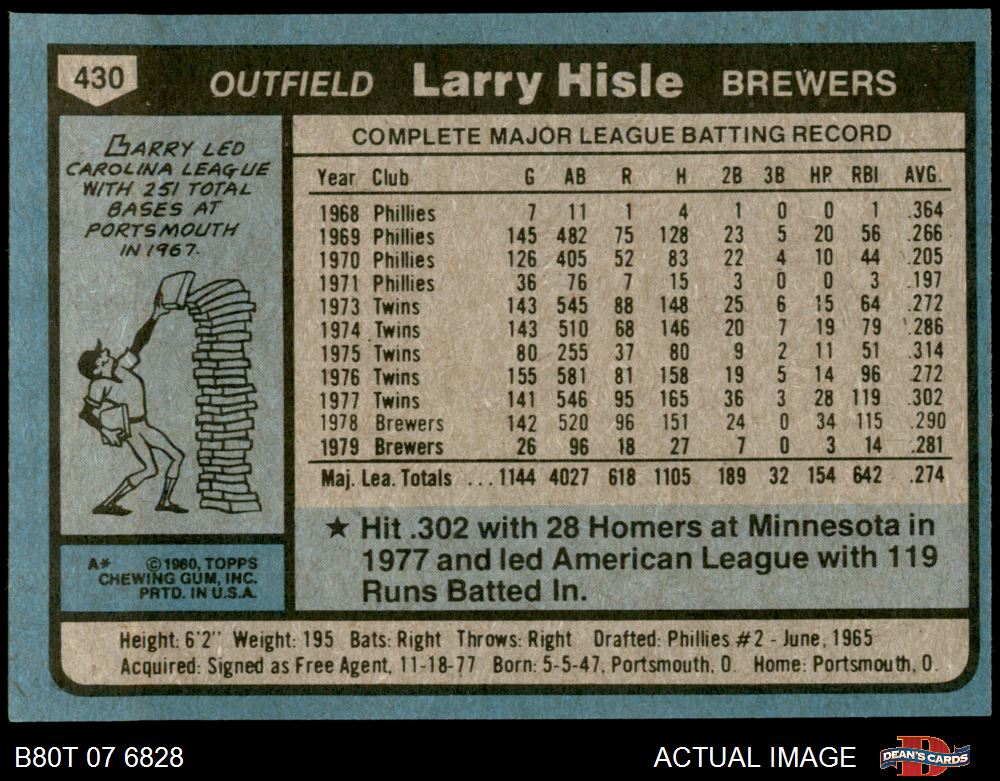 430 OUTFIELD Larry Hisle BREWERS
LARRY LED
CAROLINA LEAGUE
WITH 251 TOTAL
BASES AT
PORTSMOUTH
IN 1967.
A* © 1980, TOPPS
CHEWING GUM, INC.
PRTD. IN U.S.A.
COMPLETE MAJOR LEAGUE BATTING RECORD
Year Club G AB R H 2B 3B HR RBI AVG.
1968 Phillies 7 11 1 4 1 0 0 1 .364
1969 Phillies 145 482 75 128 23 5 20 56 .266
1970 Phillies 126 405 52 83 22 4 10 44 .205
1971 Phillies 36 76 7 15 3 0 0 3 .197
1973 Twins 143 545 88 148 25 6 15 64 .272
1974 Twins 143 510 68 146 20 7 19 79 .286
1975 Twins 80 255 37 80 9 2 11 51 .314
1976 Twins 155 581 81 158 19 5 14 96 .272
1977 Twins 141 546 95 165 36 3 28 119 .302
1978 Brewers 142 520 96 151 24 0 34 115 .290
1979 Brewers 26 96 18 27 7 0 3 14 .281
Maj. Lea. Totals ... 1144 4027 618 1105 189 32 154 642 .274
★ Hit .302 with 28 Homers at Minnesota in
1977 and led American League with 119
Runs Batted In.
Height: 6'2" Weight: 195 Bats: Right Throws: Right Drafted: Phillies #2 - June, 1965
Acquired: Signed as Free Agent, 11-18-77 Born: 5-5-47, Portsmouth, O. Home: Portsmouth, O.
B80T 07 6828 ACTUAL IMAGE DEAN'S CARDS